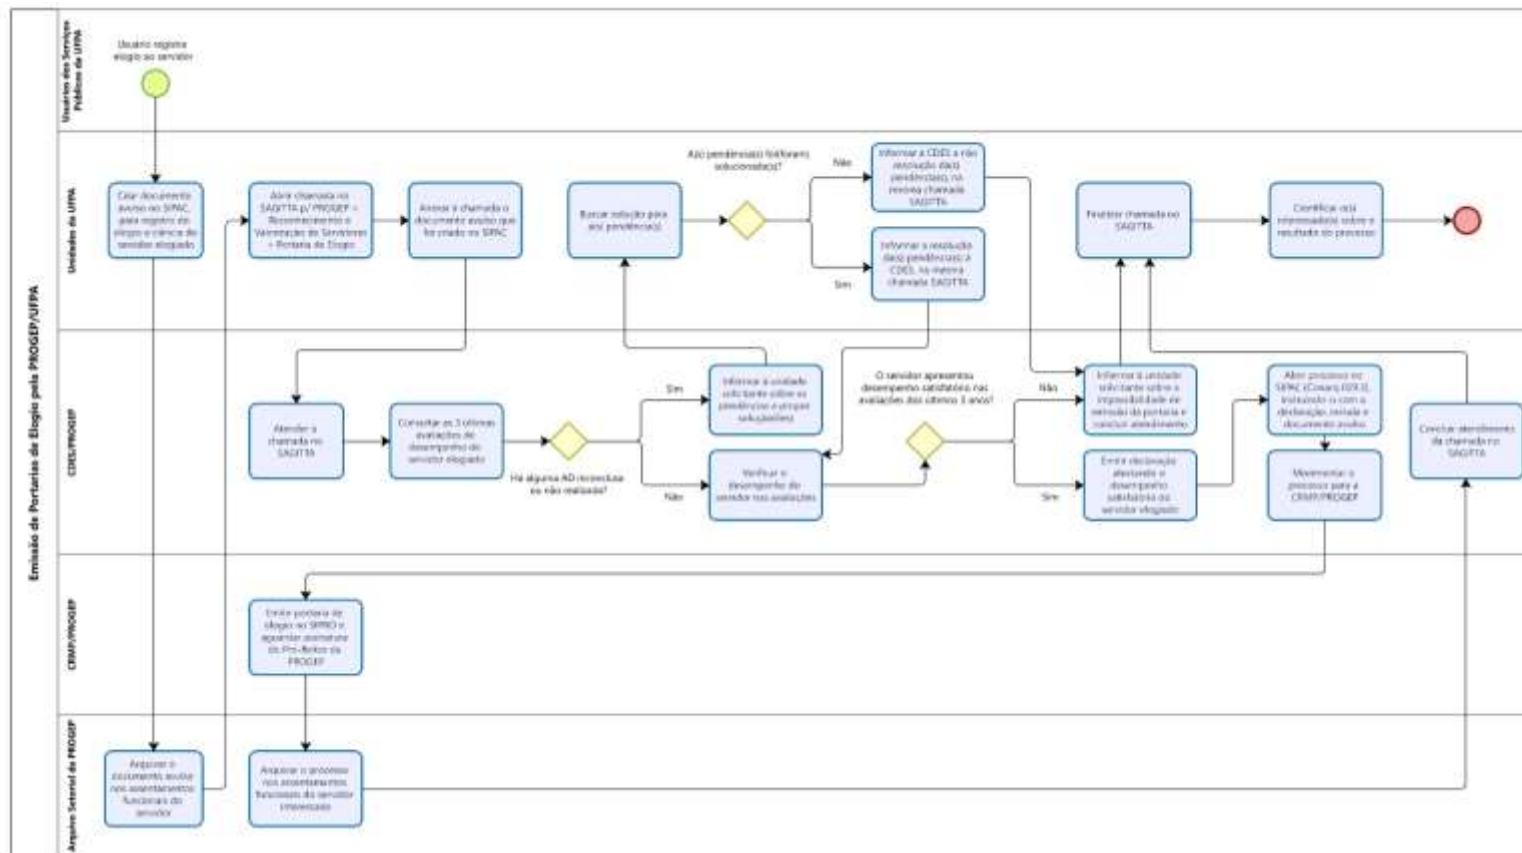 Emissão de Portarias de Elogio pela PROGEP/UFPA
Usuários dos Serviços
Públicos da UFPA
Usuário registra
elogio ao servidor
Unidades da UFPA
Criar documento
avulso no SIPAC,
para registro do
elogio e ciência do
servidor elogiado
Abrir chamada no
SAGITTA p/ PROGEP >
Reconhecimento e
Valorização de Servidores
> Portaria de Elogio
Anexar à chamada o
documento avulso que
foi criado no SIPAC
Buscar solução para
a(s) pendência(s)
A(s) pendência(s) foi/foram
solucionada(s)?
Não
Sim
Informar à CDES a não
resolução da(s)
pendência(s), na
mesma chamada
SAGITTA
Informar a resolução
da(s) pendência(s) à
CDES, na mesma
chamada SAGITTA
Finalizar chamada no
SAGITTA
Cientificar o(s)
interessado(s) sobre o
resultado do processo
CDES/PROGEP
Atender a
chamada no
SAGITTA
Consultar as 3 últimas
avaliações de
desempenho do
servidor elogiado
Há alguma AD inconclusa
ou não realizada?
Sim
Não
Informar à unidade
solicitante sobre as
pendências e propor
solução(ões)
Verificar o
desempenho do
servidor nas avaliações
O servidor apresentou
desempenho satisfatório nas
avaliações dos últimos 3 anos?
Não
Sim
Informar à unidade
solicitante sobre a
impossibilidade de
emissão da portaria e
concluir atendimento
Emitir declaração
atestando o
desempenho
satisfatório do
servidor elogiado
Abrir processo no
SIPAC
declaração
documento avulso
Movimentar o
processo para a
CRMP/PROGEP
Concluir atendimento
da chamada no
SAGITTA
CRMP/PROGEP
Emitir portaria de
elogio no
aguardar assinatura
do Pró-Reitor da
PROGEP
Arquivo Setorial da PROGEP
Arquivar o
documento avulso
nos assentamentos
funcionais do
servidor
Arquivar o processo
nos assentamentos
funcionais do servidor
interessado